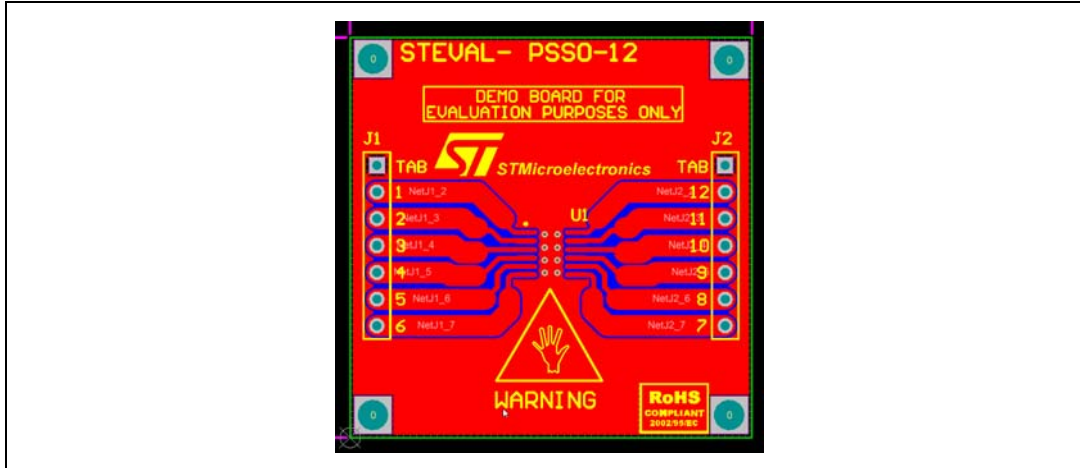 STEVAL- PSSO-12
DEMO BOARD FOR
EVALUATION PURPOSES ONLY
J1
J2
ST
STMicroelectronics
TAB
TAB
1 NetJ1_2
12
2 NetJ1_3
U1
11
3 NetJ1_4
10
4 NetJ1_5
9
5 NetJ1_6
NetJ2_6 8
6 NetJ1_7
NetJ2_7 7
WARNING
RoHS
COMPLIANT
2002/95/EC
0
0
0
0